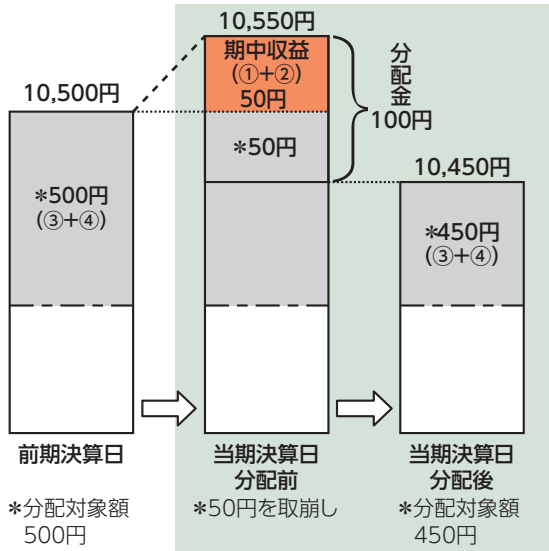 10,550円
期中収益
(①+②)
50円
分配金
100円
10,500円
*50円
10,450円
*500円
(③+④)
*450円
(③+④)
前期決算日
当期決算日
分配前
当期決算日
分配後
*分配対象額
500円
*50円を取崩し
*分配対象額
450円